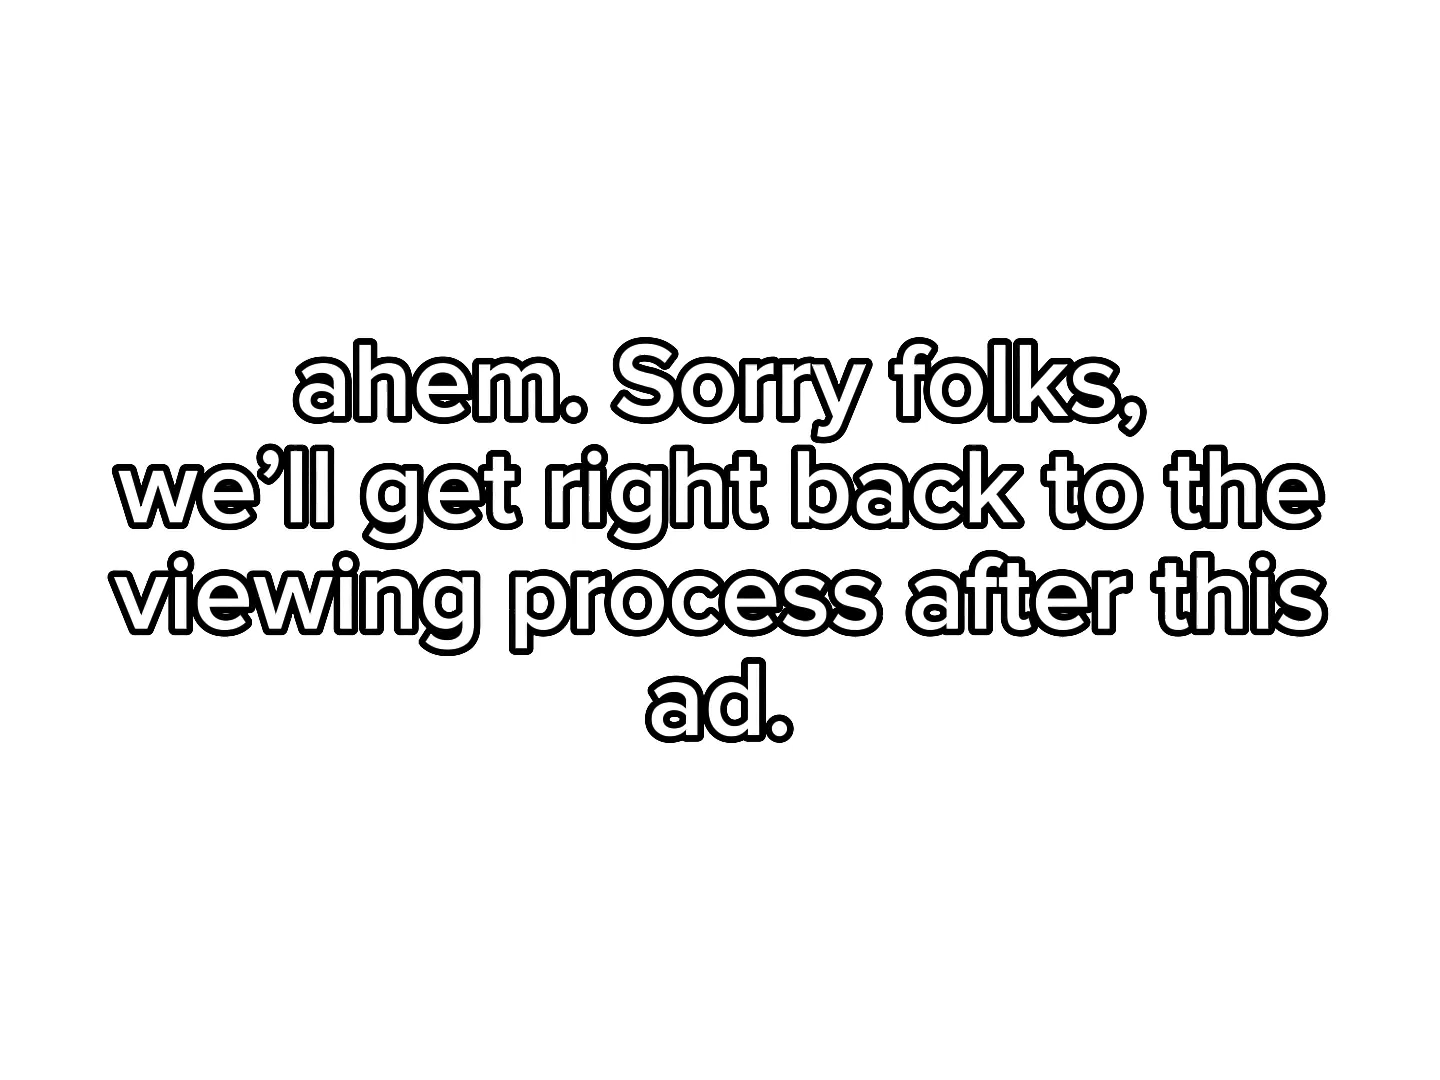 ahem. Sorry folks,
we’ll get right back to the
viewing process after this
ad.